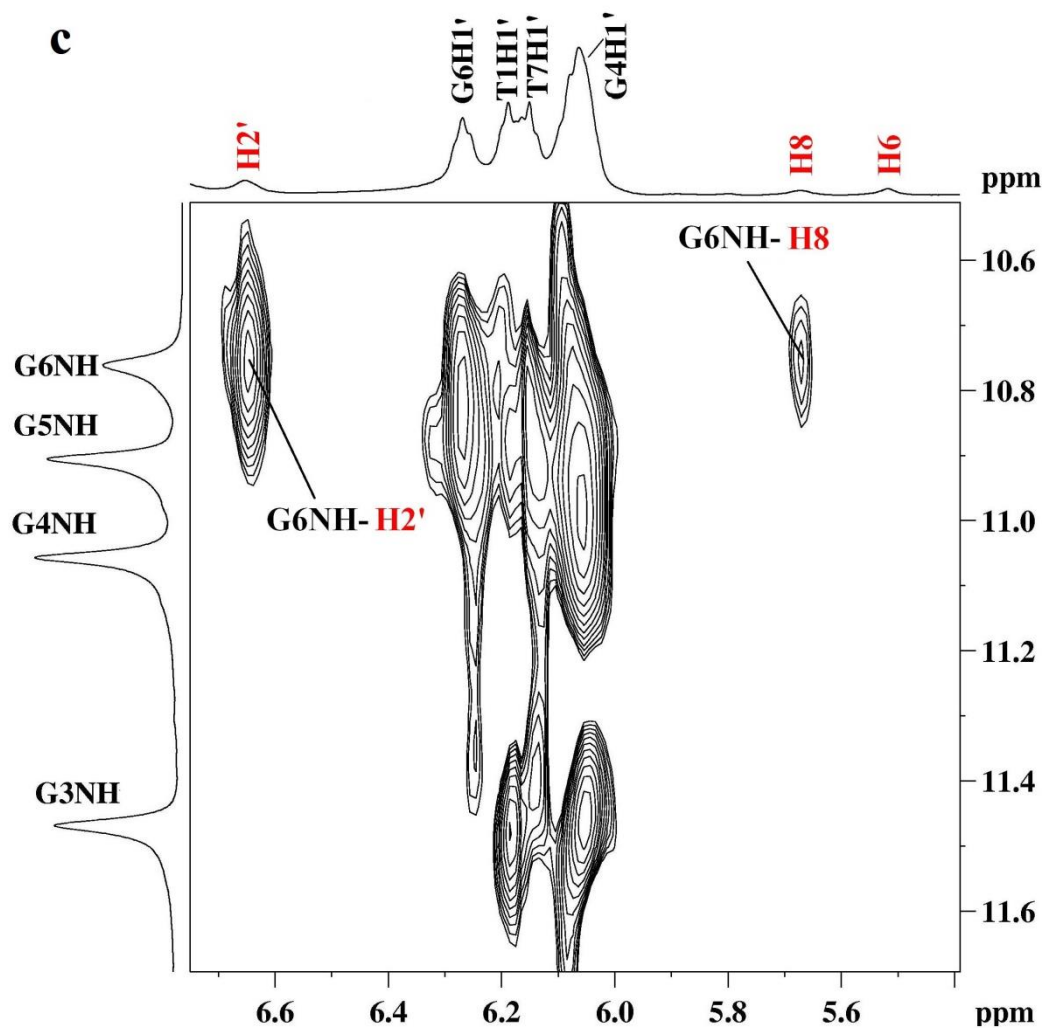 c
G6H1'
T1H1'
T7H1'
G4H1'
H2'
H8
H6
ppm
G6NH- H8
10.6
G6NH
10.8
G5NH
G6NH- H2'
11.0
G4NH
11.2
11.4
G3NH
11.6
6.6 6.4 6.2 6.0 5.8 5.6 ppm